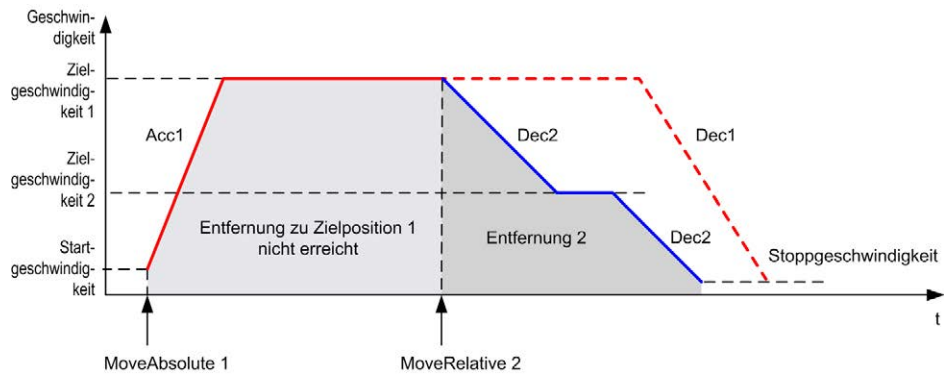 Geschwin-
digkeit
Ziel-
geschwindig-
keit 1
Acc1
Dec2
Dec1
Ziel-
geschwindig-
keit 2
Entfernung zu Zielposition 1
nicht erreicht
Entfernung 2
Dec2
Start-
geschwindig-
keit
Stoppgeschwindigkeit
t
MoveAbsolute 1
MoveRelative 2